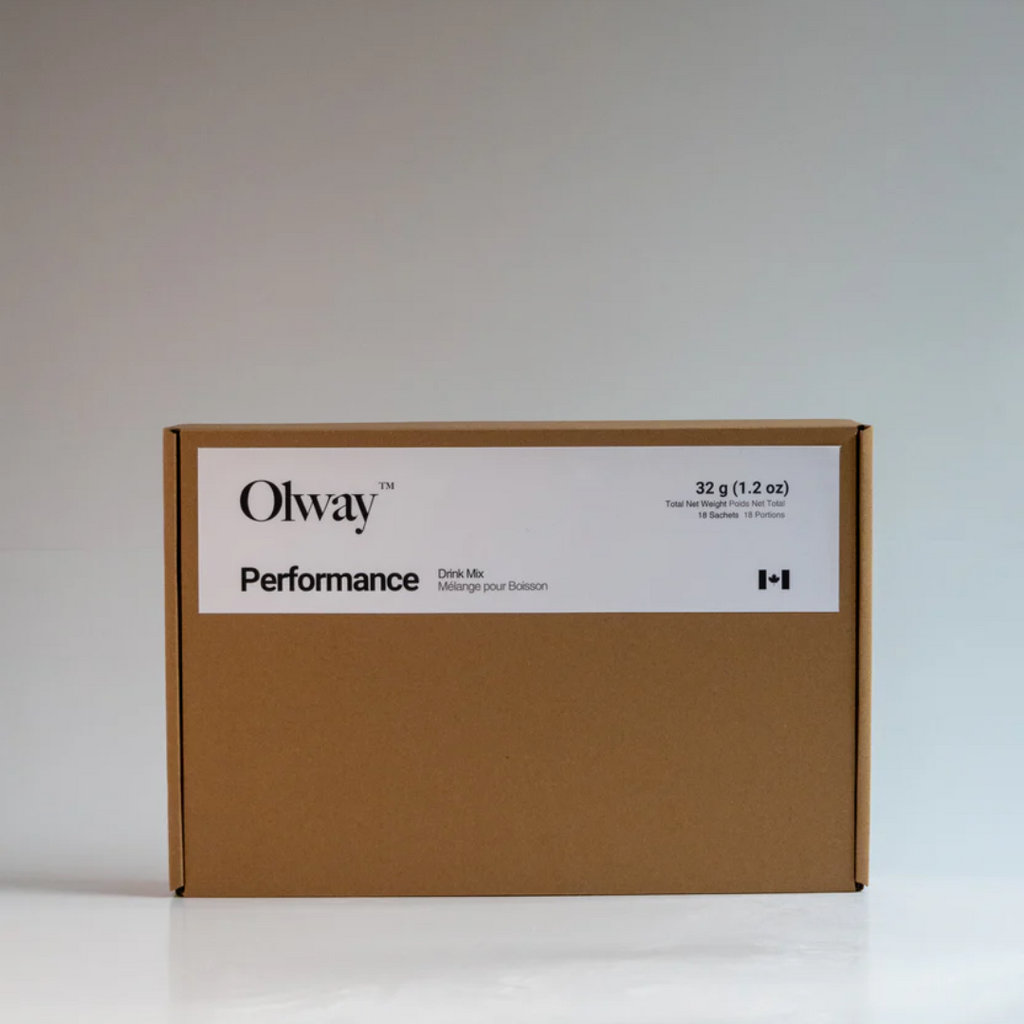 Olway™
32 g (1.2 oz)
Total Net Weight Poids Net Total
18 Sachets 18 Portions
Performance
Drink Mix
Mélange pour Boisson